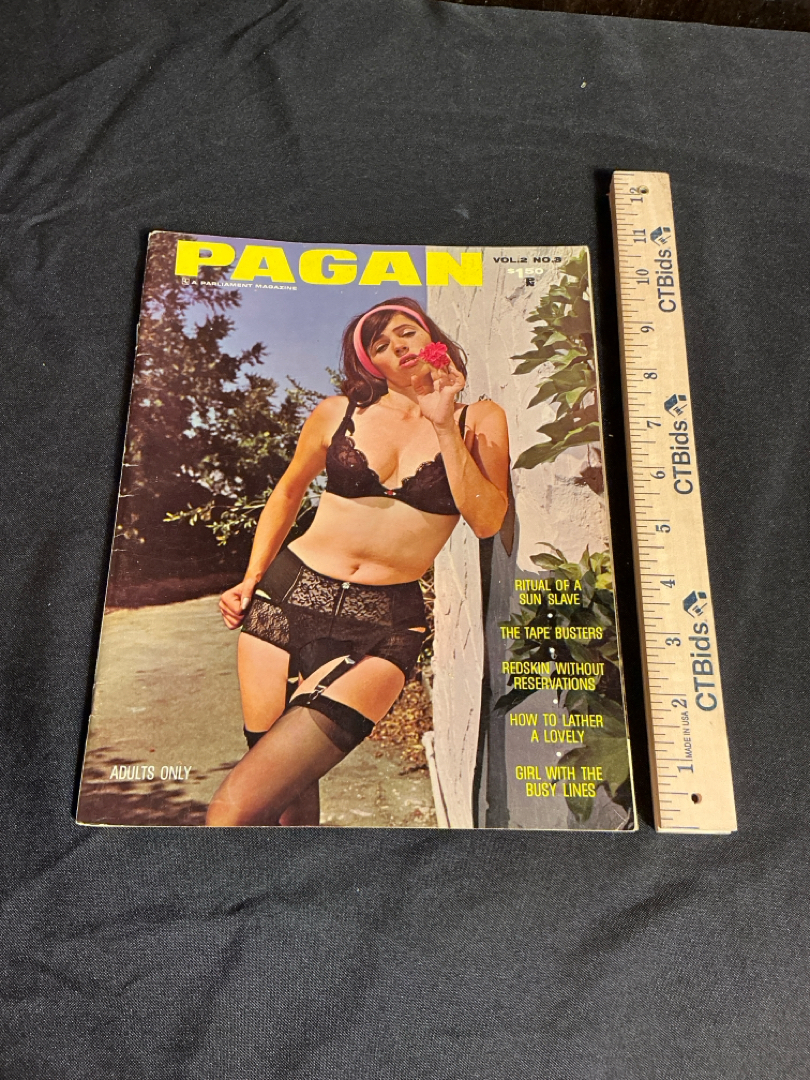 PAGAN
VOL.2 NO.3
$1.50
A PARLIAMENT MAGAZINE
RITUAL OF A
SUN SLAVE
THE TAPE BUSTERS
REDSKIN WITHOUT
RESERVATIONS
HOW TO LATHER
A LOVELY
GIRL WITH THE
BUSY LINES
ADULTS ONLY
12
11
10
9
8
7
6
5
4
3
2
1
CTBids
CTBids
CTBids
MADE IN USA